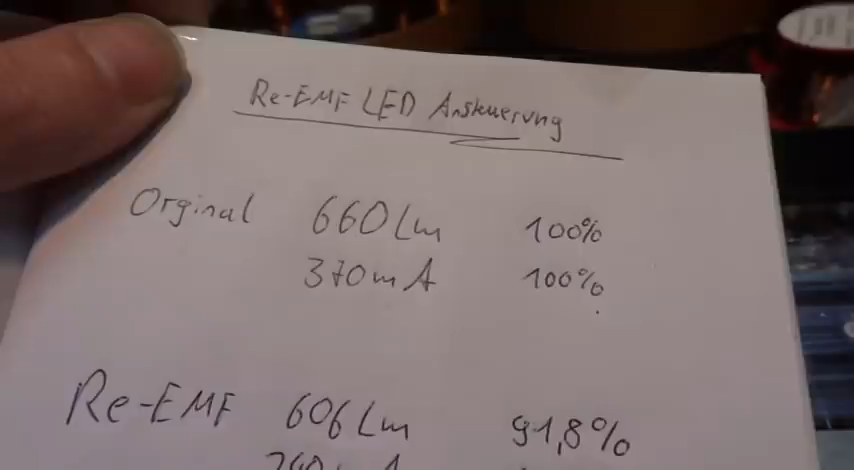 Re-EMF LED Ansteuerung
Orginal 660Lm 100%
370mA 100%
Re-EMF 606Lm 91,8%